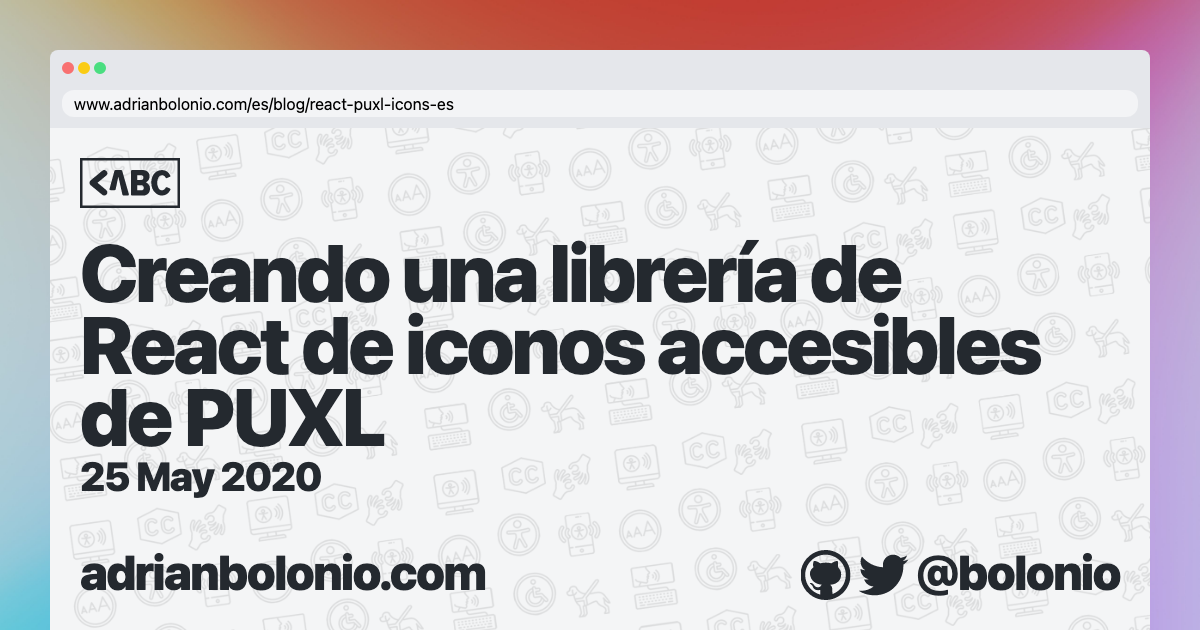 www.adrianbolonio.com/es/blog/react-puxl-icons-es
<ABC
Creando una librería de
React de iconos accesibles
de PUXL
25 May 2020
adrianbolonio.com
@bolonio